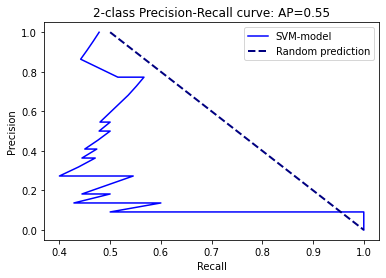 2-class Precision-Recall curve: AP=0.55
SVM-model
Random prediction
Precision
1.0
0.8
0.6
0.4
0.2
0.0
0.4 0.5 0.6 0.7 0.8 0.9 1.0
Recall